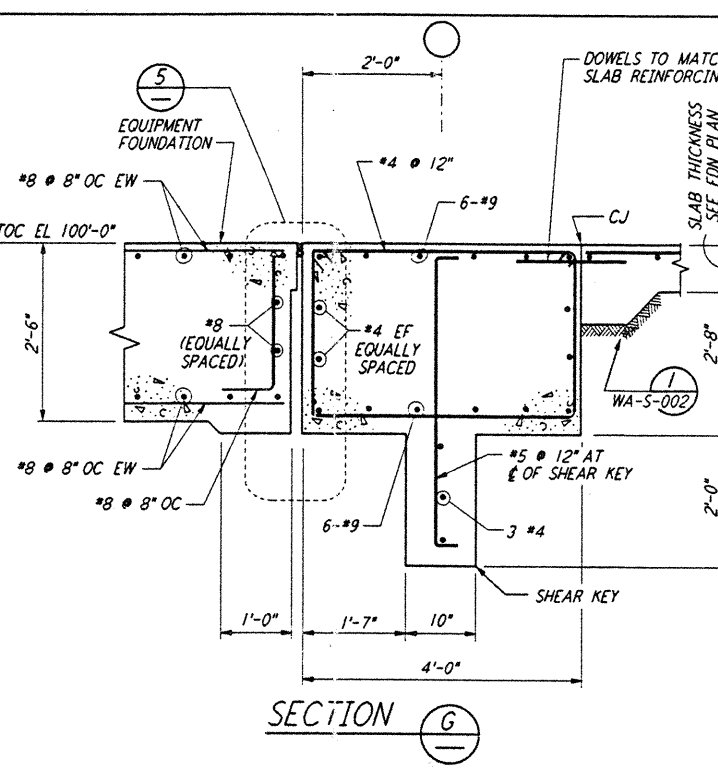 2'-0"
DOWELS TO MATC
SLAB REINFORCIN
5
EQUIPMENT
FOUNDATION
SLAB THICKNESS
SEE FDN PLAN
#4 @ 12"
#8 @ 8" OC EW
6-#9
CJ
TOC EL 100'-0"
2'-6"
#8
(EQUALLY
SPACED)
#4 EF
EQUALLY
SPACED
2'-8"
1
WA-S-002
#8 @ 8" OC EW
#5 @ 12" AT
℄ OF SHEAR KEY
#8 @ 8" OC
2'-0"
6-#9
3 #4
SHEAR KEY
1'-0"
1'-7"
10"
4'-0"
SECTION G